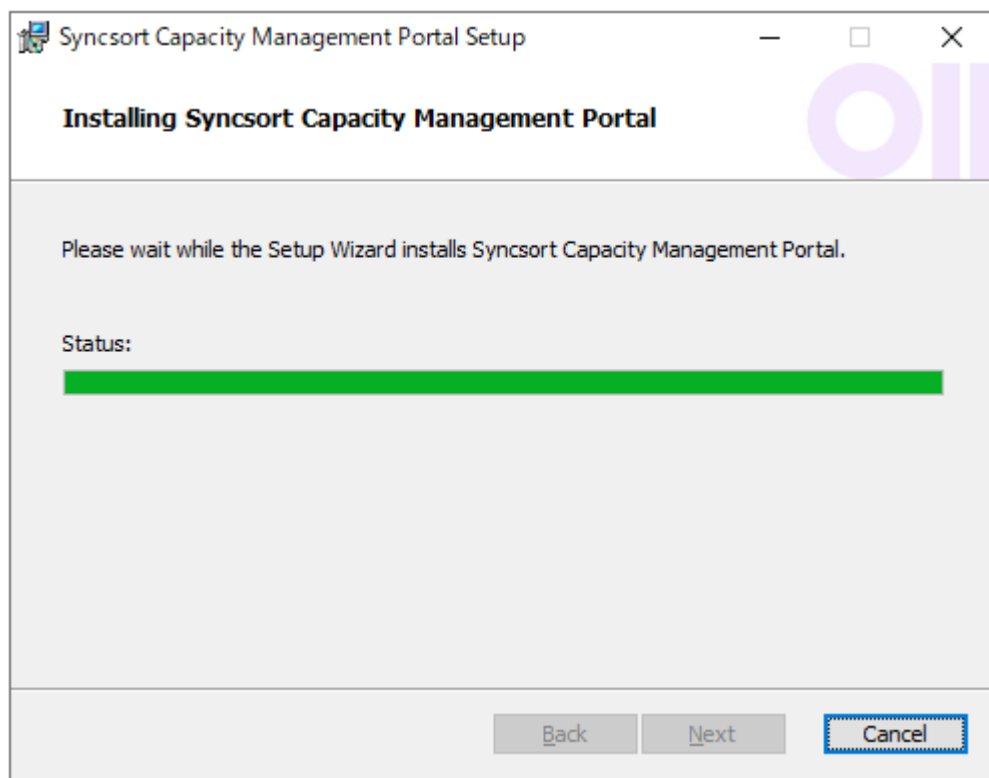 Syncsort Capacity Management Portal Setup
Installing Syncsort Capacity Management Portal
Please wait while the Setup Wizard installs Syncsort Capacity Management Portal.
Status:
Back
Next
Cancel